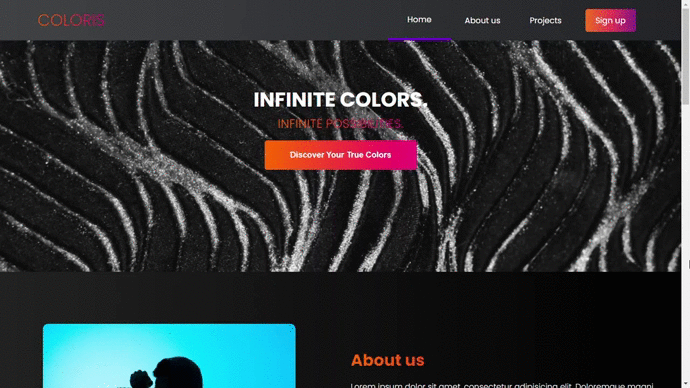 COLORIS
Home
About us
Projects
Sign up
INFINITE COLORS.
INFINITE POSSIBILITIES.
Discover Your True Colors
About us
Lorem ipsum dolor sit amet, consectetur adipisicing elit. Doloremque magni